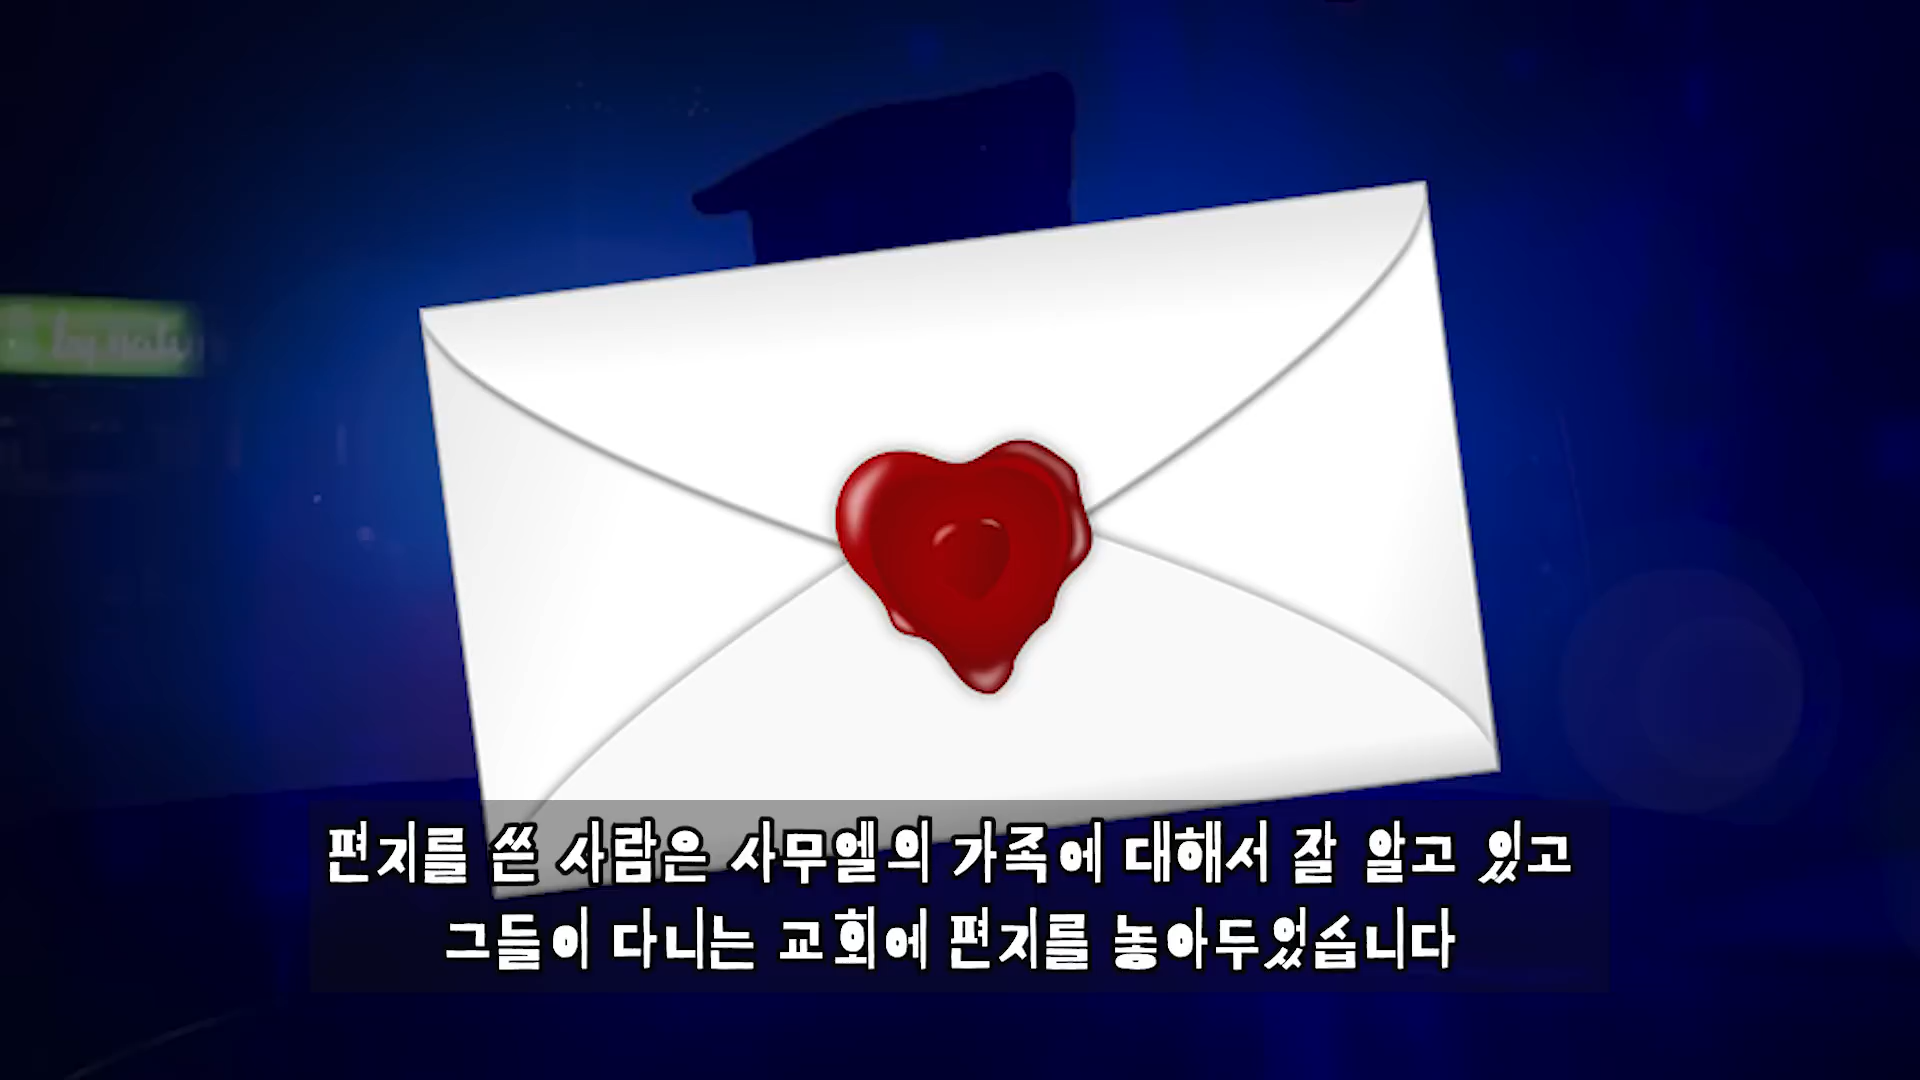 by natu
편지를 쓴 사람은 사무엘의 가족에 대해서 잘 알고 있고
그들이 다니는 교회에 편지를 놓아두었습니다